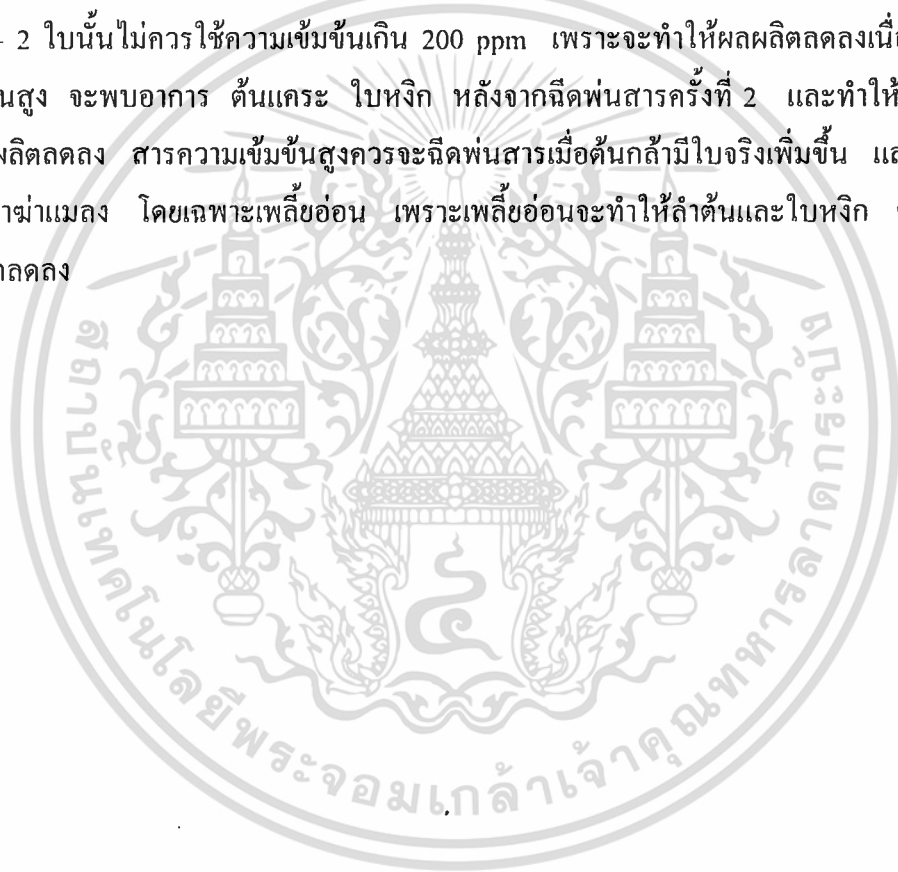 - 2 ใบนั้นไม่ควรใช้ความเข้มข้นเกิน 200 ppm เพราะจะทำให้ผลผลิตลดลงเนื่อ
นสูง จะพบอาการ ต้นแคระ ใบหงิก หลังจากฉีดพ่นสารครั้งที่ 2 และทำให้
ผลิตลดลง สารความเข้มข้นสูงควรจะฉีดพ่นสารเมื่อต้นกล้ามีใบจริงเพิ่มขึ้น แล
าฆ่าแมลง โดยเฉพาะเพลี้ยอ่อน เพราะเพลี้ยอ่อนจะทำให้ลำต้นและใบหงิก
าลดลง
สถาบันเทคโนโลยีพระจอมเกล้าเจ้าคุณทหารลาดกระบัง